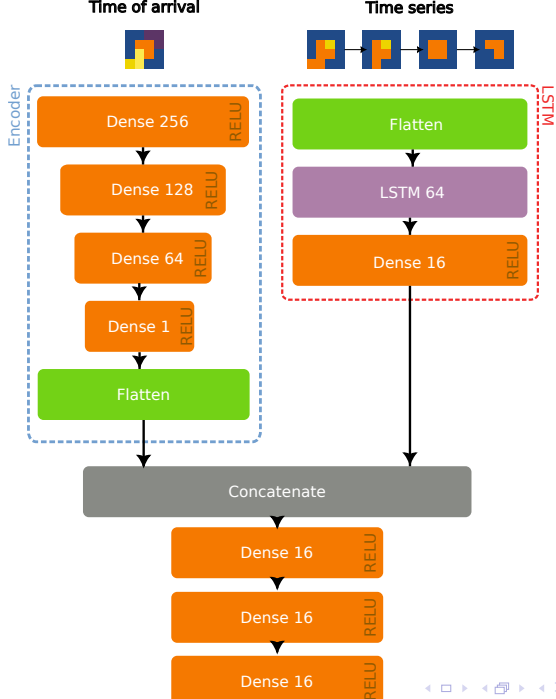 Time of arrival
Time series
Encoder
Dense 256
RELU
Dense 128
RELU
Dense 64
RELU
Dense 1
RELU
Flatten
LSTM
Flatten
LSTM 64
Dense 16
RELU
Concatenate
Dense 16
RELU
Dense 16
RELU
Dense 16
RELU